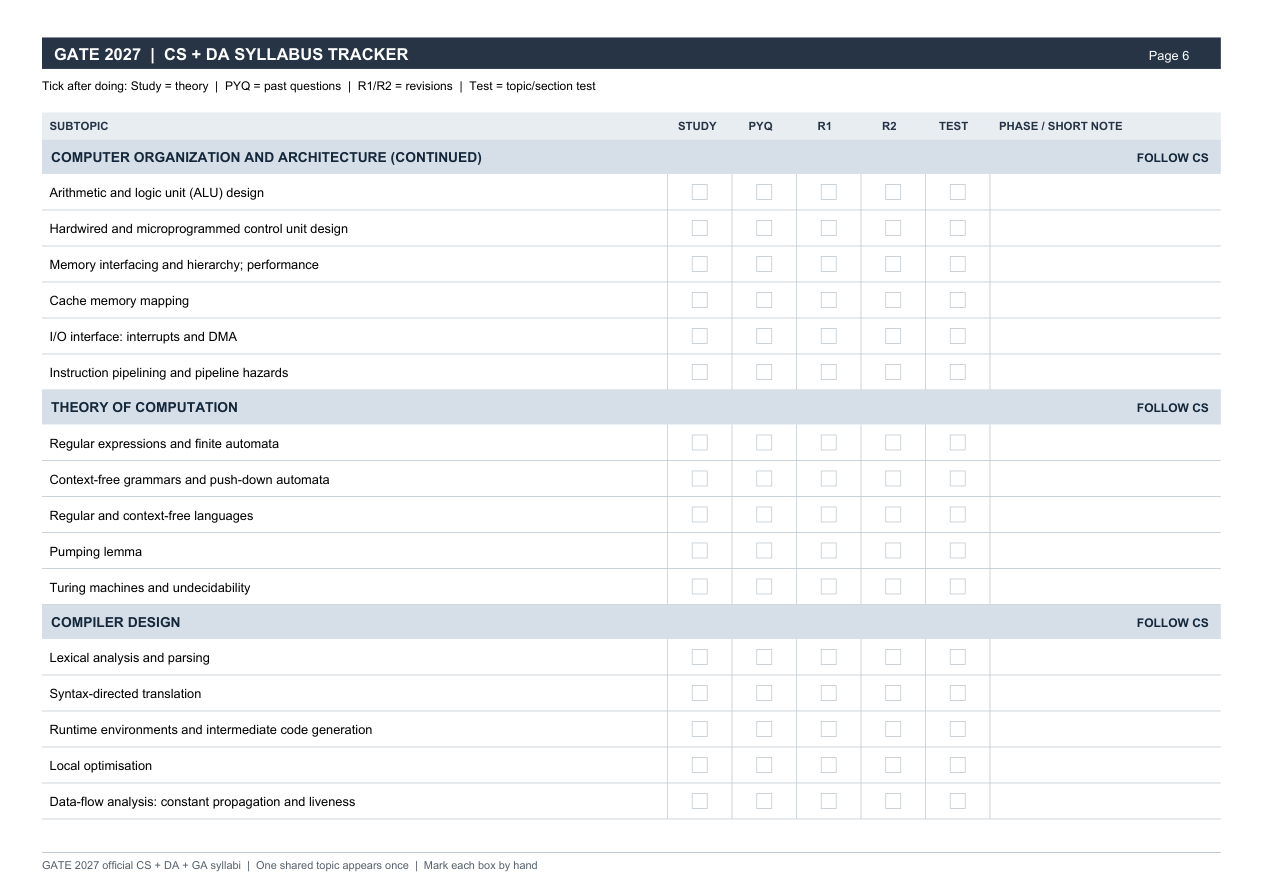 GATE 2027 | CS + DA SYLLABUS TRACKER Page 6
Tick after doing: Study = theory | PYQ = past questions | R1/R2 = revisions | Test = topic/section test
SUBTOPIC STUDY PYQ R1 R2 TEST PHASE / SHORT NOTE
COMPUTER ORGANIZATION AND ARCHITECTURE (CONTINUED) FOLLOW CS
Arithmetic and logic unit (ALU) design
Hardwired and microprogrammed control unit design
Memory interfacing and hierarchy; performance
Cache memory mapping
I/O interface: interrupts and DMA
Instruction pipelining and pipeline hazards
THEORY OF COMPUTATION FOLLOW CS
Regular expressions and finite automata
Context-free grammars and push-down automata
Regular and context-free languages
Pumping lemma
Turing machines and undecidability
COMPILER DESIGN FOLLOW CS
Lexical analysis and parsing
Syntax-directed translation
Runtime environments and intermediate code generation
Local optimisation
Data-flow analysis: constant propagation and liveness
GATE 2027 official CS + DA + GA syllabi | One shared topic appears once | Mark each box by hand